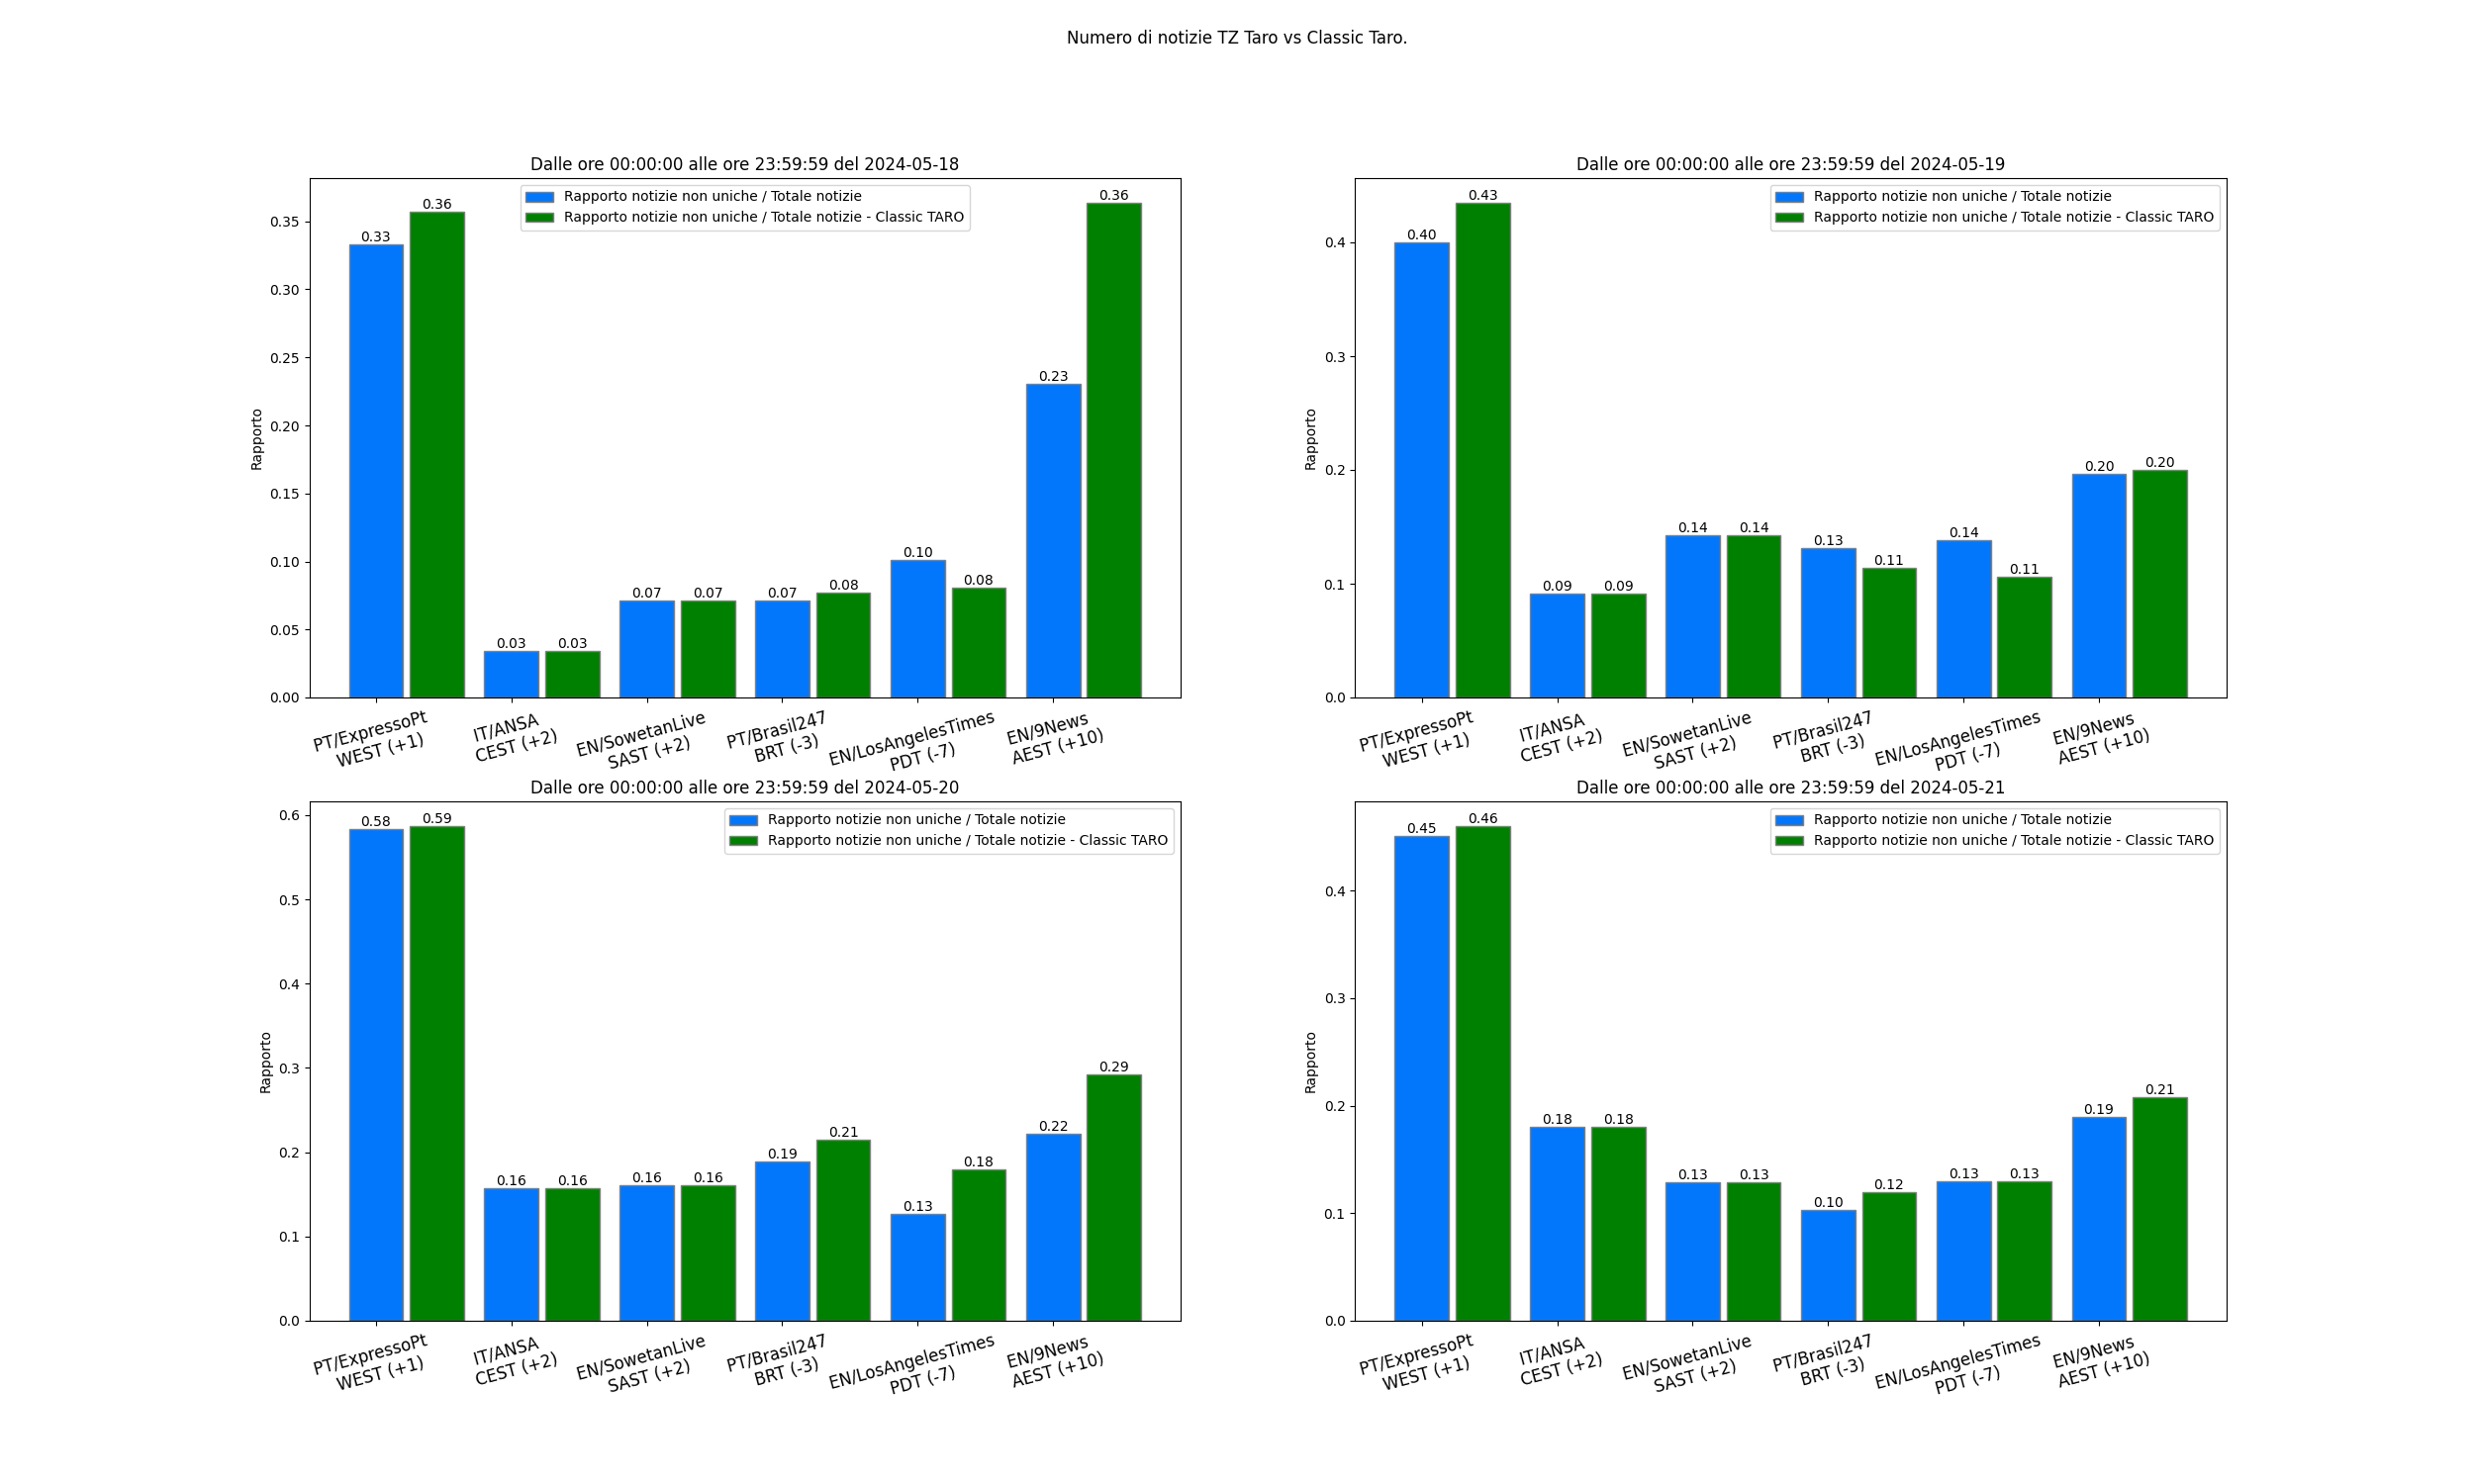 Numero di notizie TZ Taro vs Classic Taro.
Dalle ore 00:00:00 alle ore 23:59:59 del 2024-05-18
Rapporto notizie non uniche / Totale notizie
Rapporto notizie non uniche / Totale notizie - Classic TARO
Rapporto
0.35
0.30
0.25
0.20
0.15
0.10
0.05
0.00
0.33
0.36
0.03
0.03
0.07
0.07
0.07
0.08
0.10
0.08
0.23
0.36
PT/ExpressoPt
WEST (+1)
IT/ANSA
CEST (+2)
EN/SowetanLive
SAST (+2)
PT/Brasil247
BRT (-3)
EN/LosAngelesTimes
PDT (-7)
EN/9News
AEST (+10)
Dalle ore 00:00:00 alle ore 23:59:59 del 2024-05-19
Rapporto notizie non uniche / Totale notizie
Rapporto notizie non uniche / Totale notizie - Classic TARO
Rapporto
0.4
0.3
0.2
0.1
0.0
0.40
0.43
0.09
0.09
0.14
0.14
0.13
0.11
0.14
0.11
0.20
0.20
PT/ExpressoPt
WEST (+1)
IT/ANSA
CEST (+2)
EN/SowetanLive
SAST (+2)
PT/Brasil247
BRT (-3)
EN/LosAngelesTimes
PDT (-7)
EN/9News
AEST (+10)
Dalle ore 00:00:00 alle ore 23:59:59 del 2024-05-20
Rapporto notizie non uniche / Totale notizie
Rapporto notizie non uniche / Totale notizie - Classic TARO
Rapporto
0.6
0.5
0.4
0.3
0.2
0.1
0.0
0.58
0.59
0.16
0.16
0.16
0.16
0.19
0.21
0.13
0.18
0.22
0.29
PT/ExpressoPt
WEST (+1)
IT/ANSA
CEST (+2)
EN/SowetanLive
SAST (+2)
PT/Brasil247
BRT (-3)
EN/LosAngelesTimes
PDT (-7)
EN/9News
AEST (+10)
Dalle ore 00:00:00 alle ore 23:59:59 del 2024-05-21
Rapporto notizie non uniche / Totale notizie
Rapporto notizie non uniche / Totale notizie - Classic TARO
Rapporto
0.4
0.3
0.2
0.1
0.0
0.45
0.46
0.18
0.18
0.13
0.13
0.10
0.12
0.13
0.13
0.19
0.21
PT/ExpressoPt
WEST (+1)
IT/ANSA
CEST (+2)
EN/SowetanLive
SAST (+2)
PT/Brasil247
BRT (-3)
EN/LosAngelesTimes
PDT (-7)
EN/9News
AEST (+10)